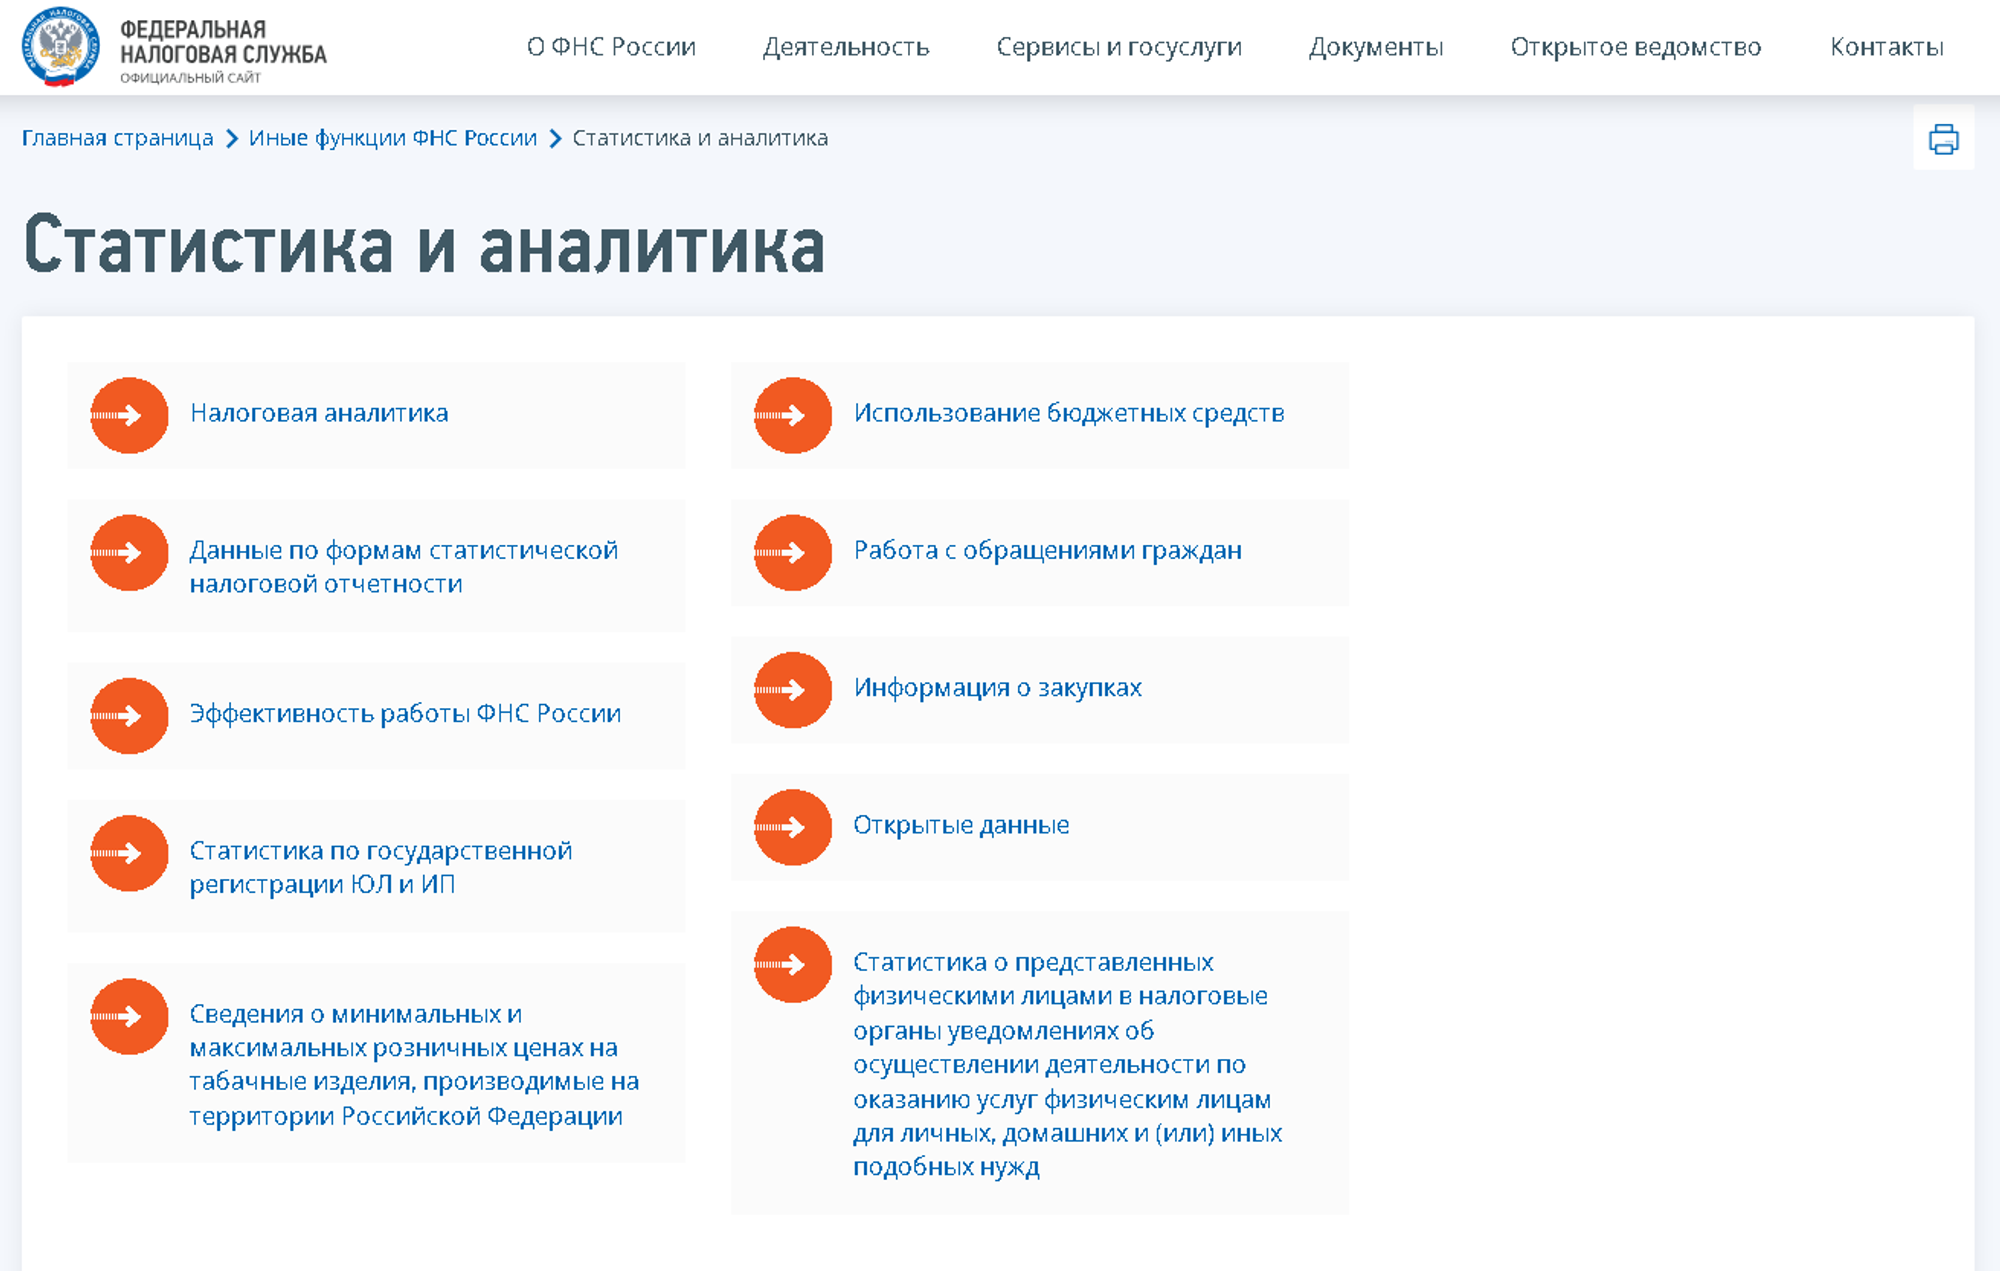 ФЕДЕРАЛЬНАЯ
НАЛОГОВАЯ СЛУЖБА
ОФИЦИАЛЬНЫЙ САЙТ
О ФНС России
Деятельность
Сервисы и госуслуги
Документы
Открытое ведомство
Контакты
Главная страница
Иные функции ФНС России
Статистика и аналитика
Статистика и аналитика
Налоговая аналитика
Данные по формам статистической
налоговой отчетности
Эффективность работы ФНС России
Статистика по государственной
регистрации ЮЛ и ИП
Сведения о минимальных и
максимальных розничных ценах на
табачные изделия, производимые на
территории Российской Федерации
Использование бюджетных средств
Работа с обращениями граждан
Информация о закупках
Открытые данные
Статистика о представленных
физическими лицами в налоговые
органы уведомлениях об
осуществлении деятельности по
оказанию услуг физическим лицам
для личных, домашних и (или) иных
подобных нужд